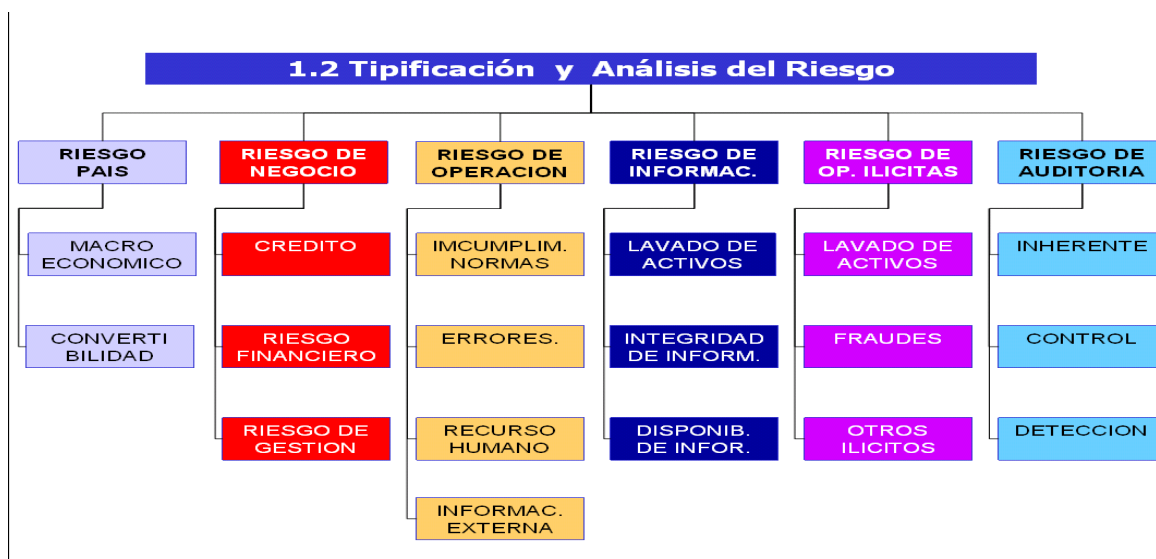 1.2 Tipificación y Análisis del Riesgo
RIESGO
PAIS
RIESGO DE
NEGOCIO
RIESGO DE
OPERACION
RIESGO DE
INFORMAC.
RIESGO DE
OP. ILICITAS
RIESGO DE
AUDITORIA
MACRO
ECONOMICO
CREDITO
IMCUMPLIM.
NORMAS
LAVADO DE
ACTIVOS
LAVADO DE
ACTIVOS
INHERENTE
CONVERTI
BILIDAD
RIESGO
FINANCIERO
ERRORES.
INTEGRIDAD
DE INFORM.
FRAUDES
CONTROL
RIESGO DE
GESTION
RECURSO
HUMANO
DISPONIB.
DE INFOR.
OTROS
ILICITOS
DETECCION
INFORMAC.
EXTERNA